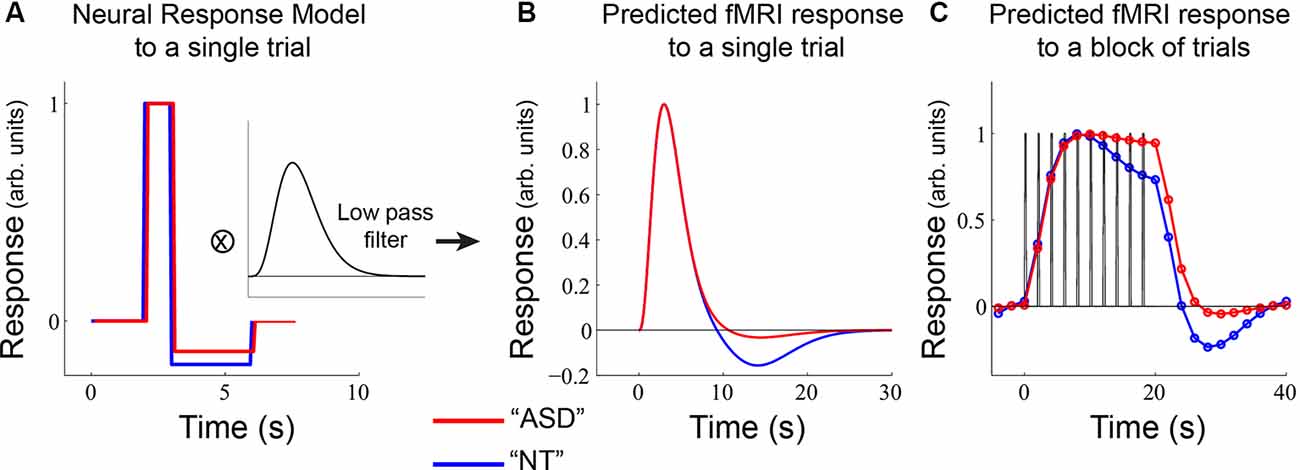 A
Neural Response Model
to a single trial
Response (arb. units)
1
0
0
5
10
Time (s)
Low pass
filter
B
Predicted fMRI response
to a single trial
Response (arb. units)
1
0.8
0.6
0.4
0.2
0
−0.2
0
10
20
30
Time (s)
C
Predicted fMRI response
to a block of trials
Response (arb. units)
1
0.5
0
0
20
40
Time (s)
“ASD”
“NT”